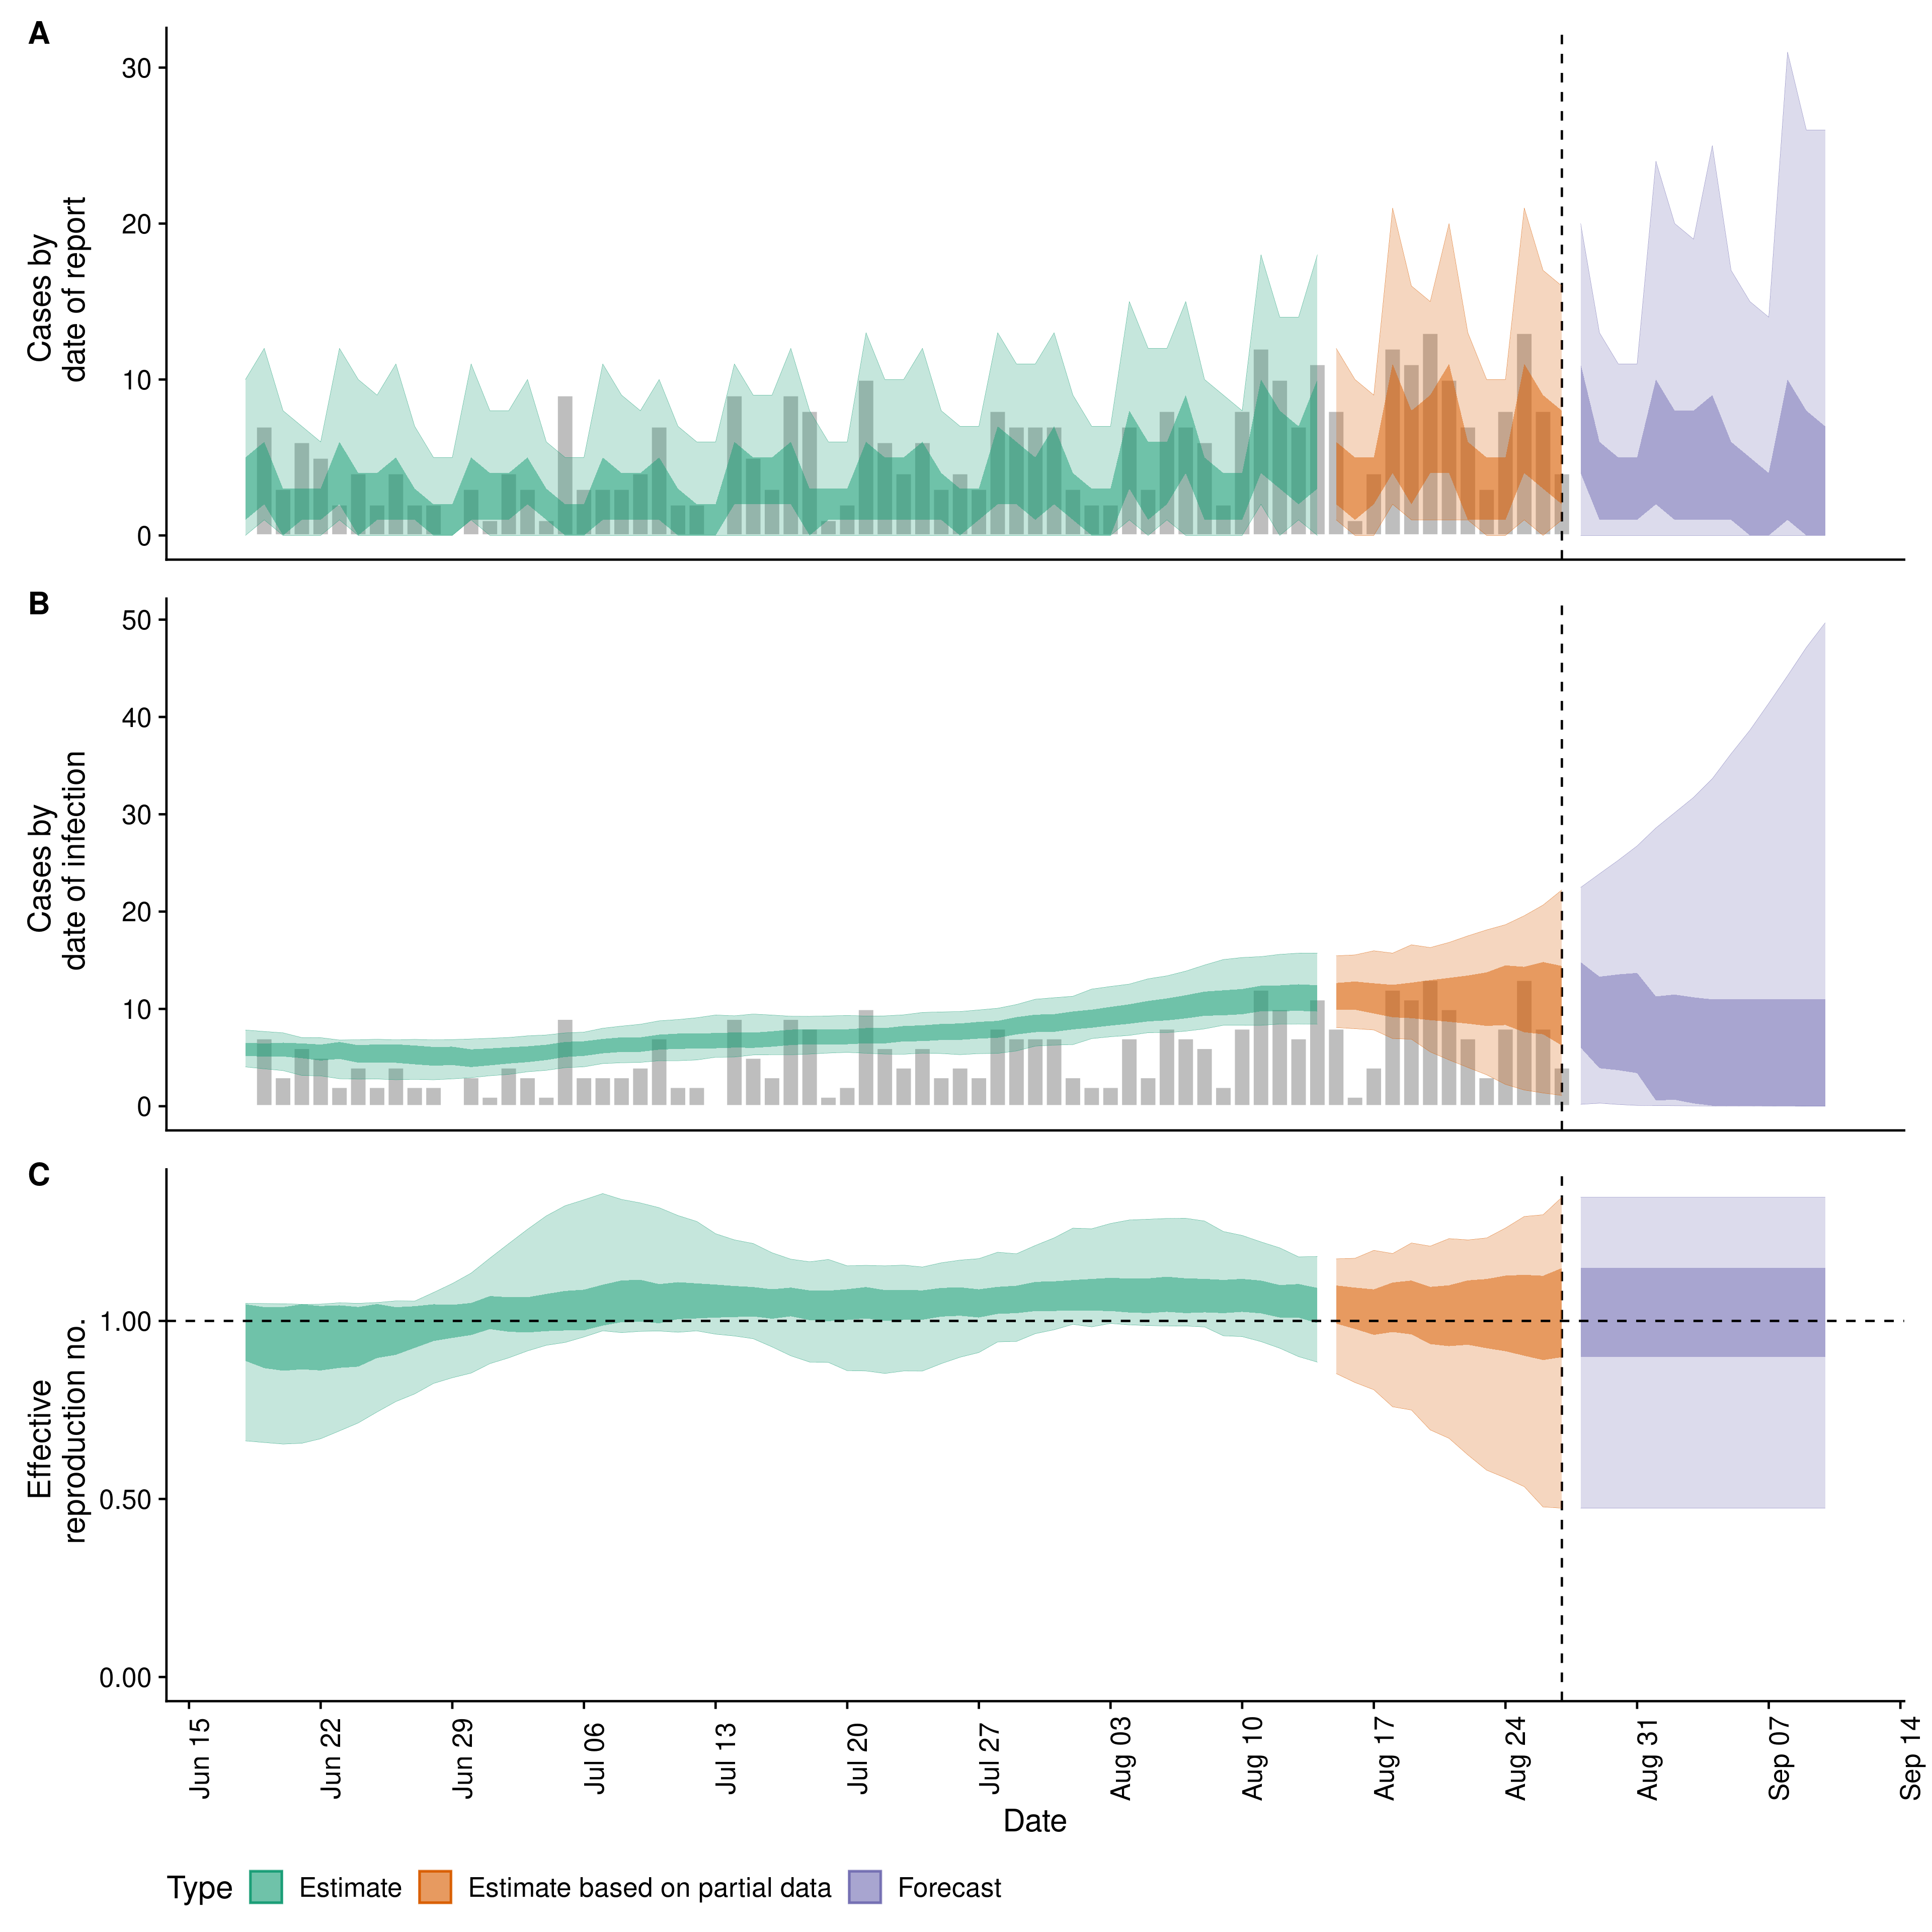 A
Cases by
date of report
30
20
10
0
B
Cases by
date of infection
50
40
30
20
10
0
C
Effective
reproduction no.
1.00
0.50
0.00
Jun 15
Jun 22
Jun 29
Jul 06
Jul 13
Jul 20
Jul 27
Aug 03
Aug 10
Aug 17
Aug 24
Aug 31
Sep 07
Sep 14
Date
Type Estimate Estimate based on partial data Forecast